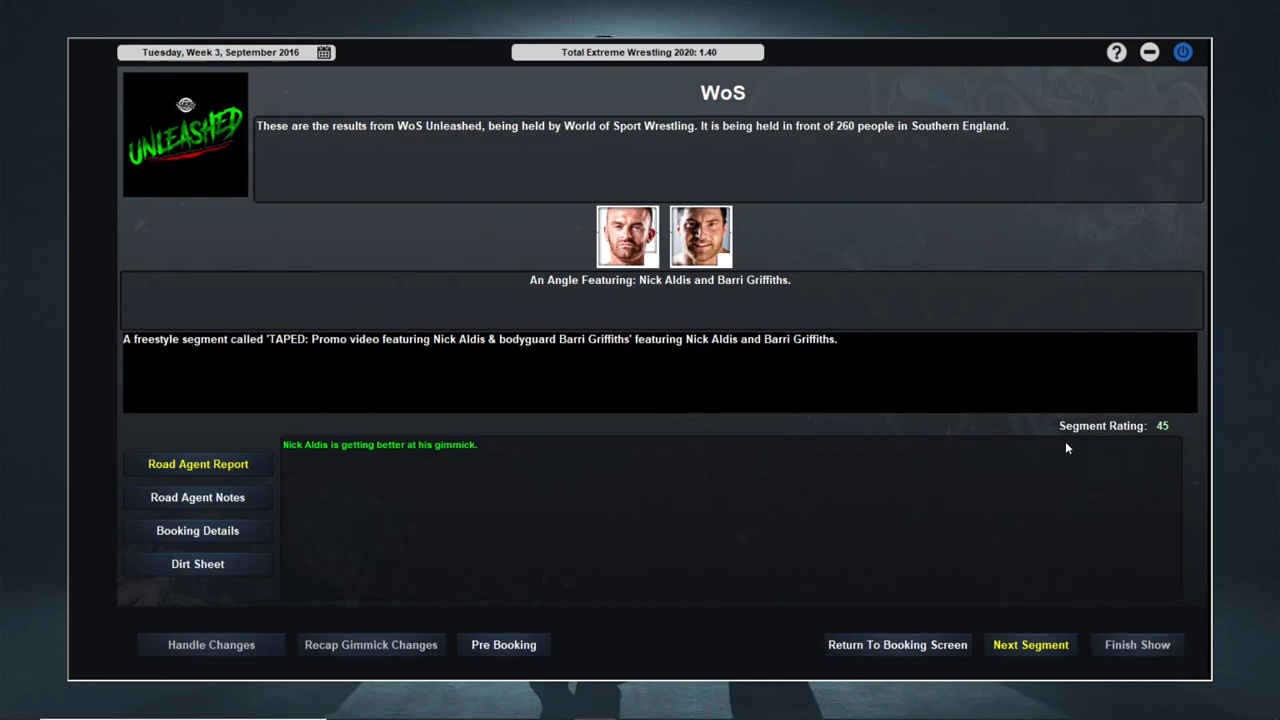 Tuesday, Week 3, September 2016
Total Extreme Wrestling 2020: 1.40
UNLEASHED
WoS
These are the results from WoS Unleashed, being held by World of Sport Wrestling. It is being held in front of 260 people in Southern England.
An Angle Featuring: Nick Aldis and Barri Griffiths.
A freestyle segment called 'TAPED: Promo video featuring Nick Aldis & bodyguard Barri Griffiths' featuring Nick Aldis and Barri Griffiths.
Segment Rating: 45
Nick Aldis is getting better at his gimmick.
Road Agent Report
Road Agent Notes
Booking Details
Dirt Sheet
Handle Changes
Recap Gimmick Changes
Pre Booking
Return To Booking Screen
Next Segment
Finish Show